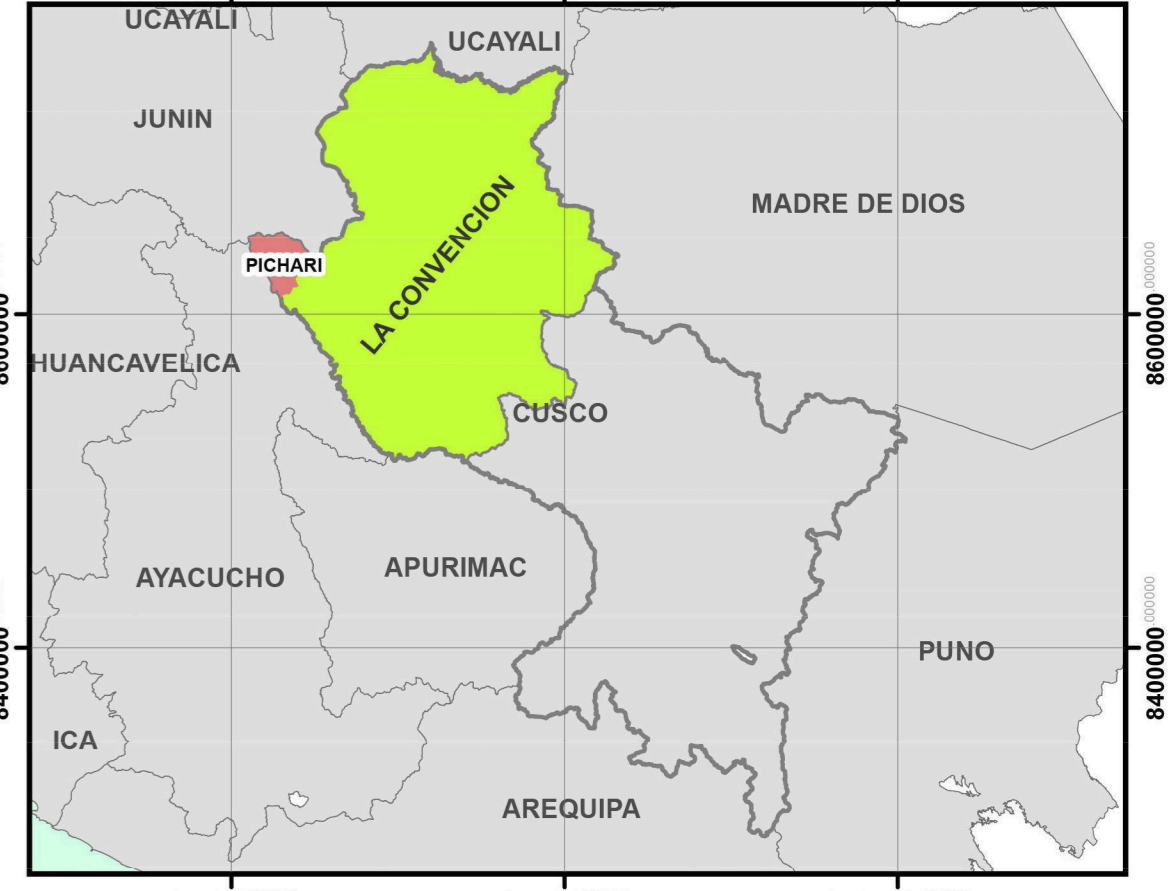 UCAYALI
UCAYALI
JUNIN
MADRE DE DIOS
LA CONVENCION
PICHARI
8600000
HUANCAVELICA
CUSCO
APURIMAC
AYACUCHO
PUNO
8400000
ICA
AREQUIPA